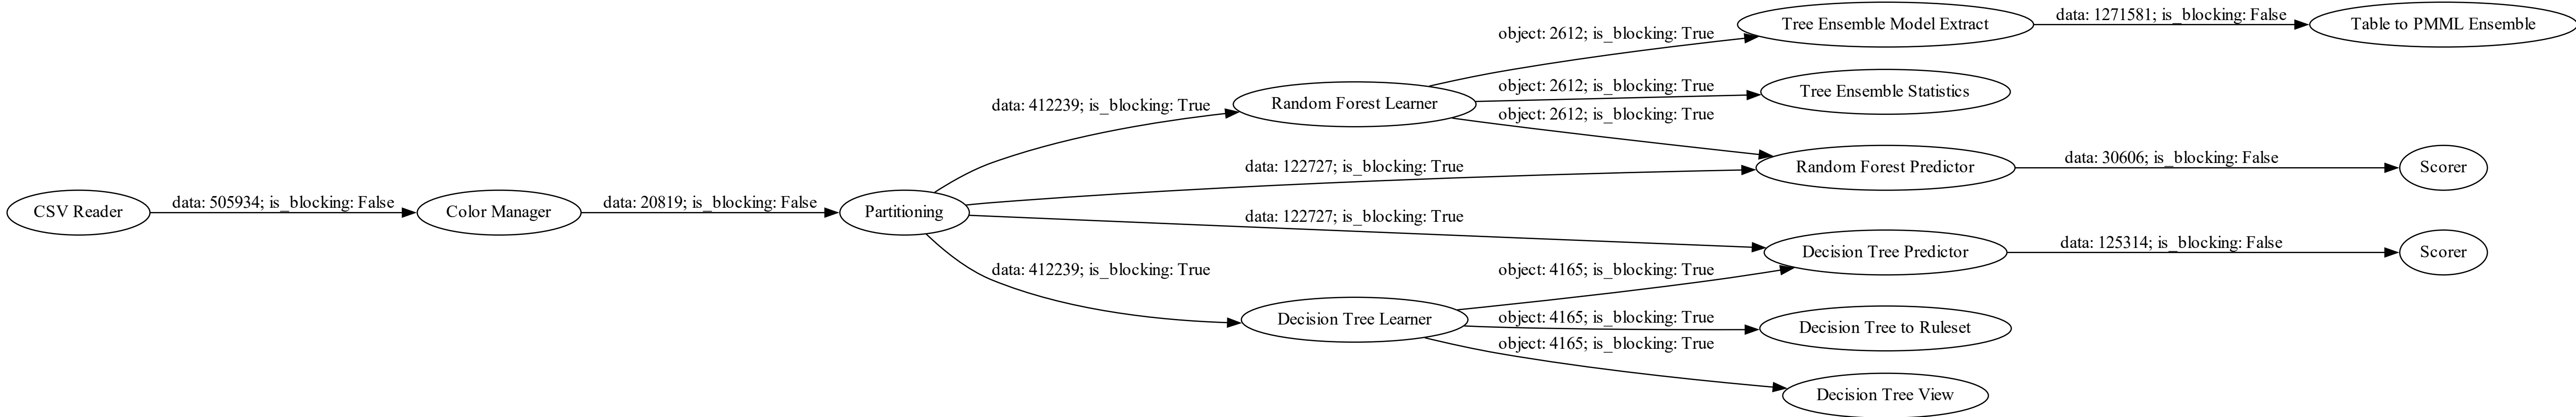 CSV Reader
data: 505934; is_blocking: False
Color Manager
data: 20819; is_blocking: False
Partitioning
data: 412239; is_blocking: True
Random Forest Learner
object: 2612; is_blocking: True
Tree Ensemble Model Extract
data: 1271581; is_blocking: False
Table to PMML Ensemble
object: 2612; is_blocking: True
Tree Ensemble Statistics
object: 2612; is_blocking: True
data: 122727; is_blocking: True
Random Forest Predictor
data: 30606; is_blocking: False
Scorer
data: 122727; is_blocking: True
Decision Tree Predictor
data: 125314; is_blocking: False
Scorer
data: 412239; is_blocking: True
Decision Tree Learner
object: 4165; is_blocking: True
object: 4165; is_blocking: True
Decision Tree to Ruleset
object: 4165; is_blocking: True
Decision Tree View